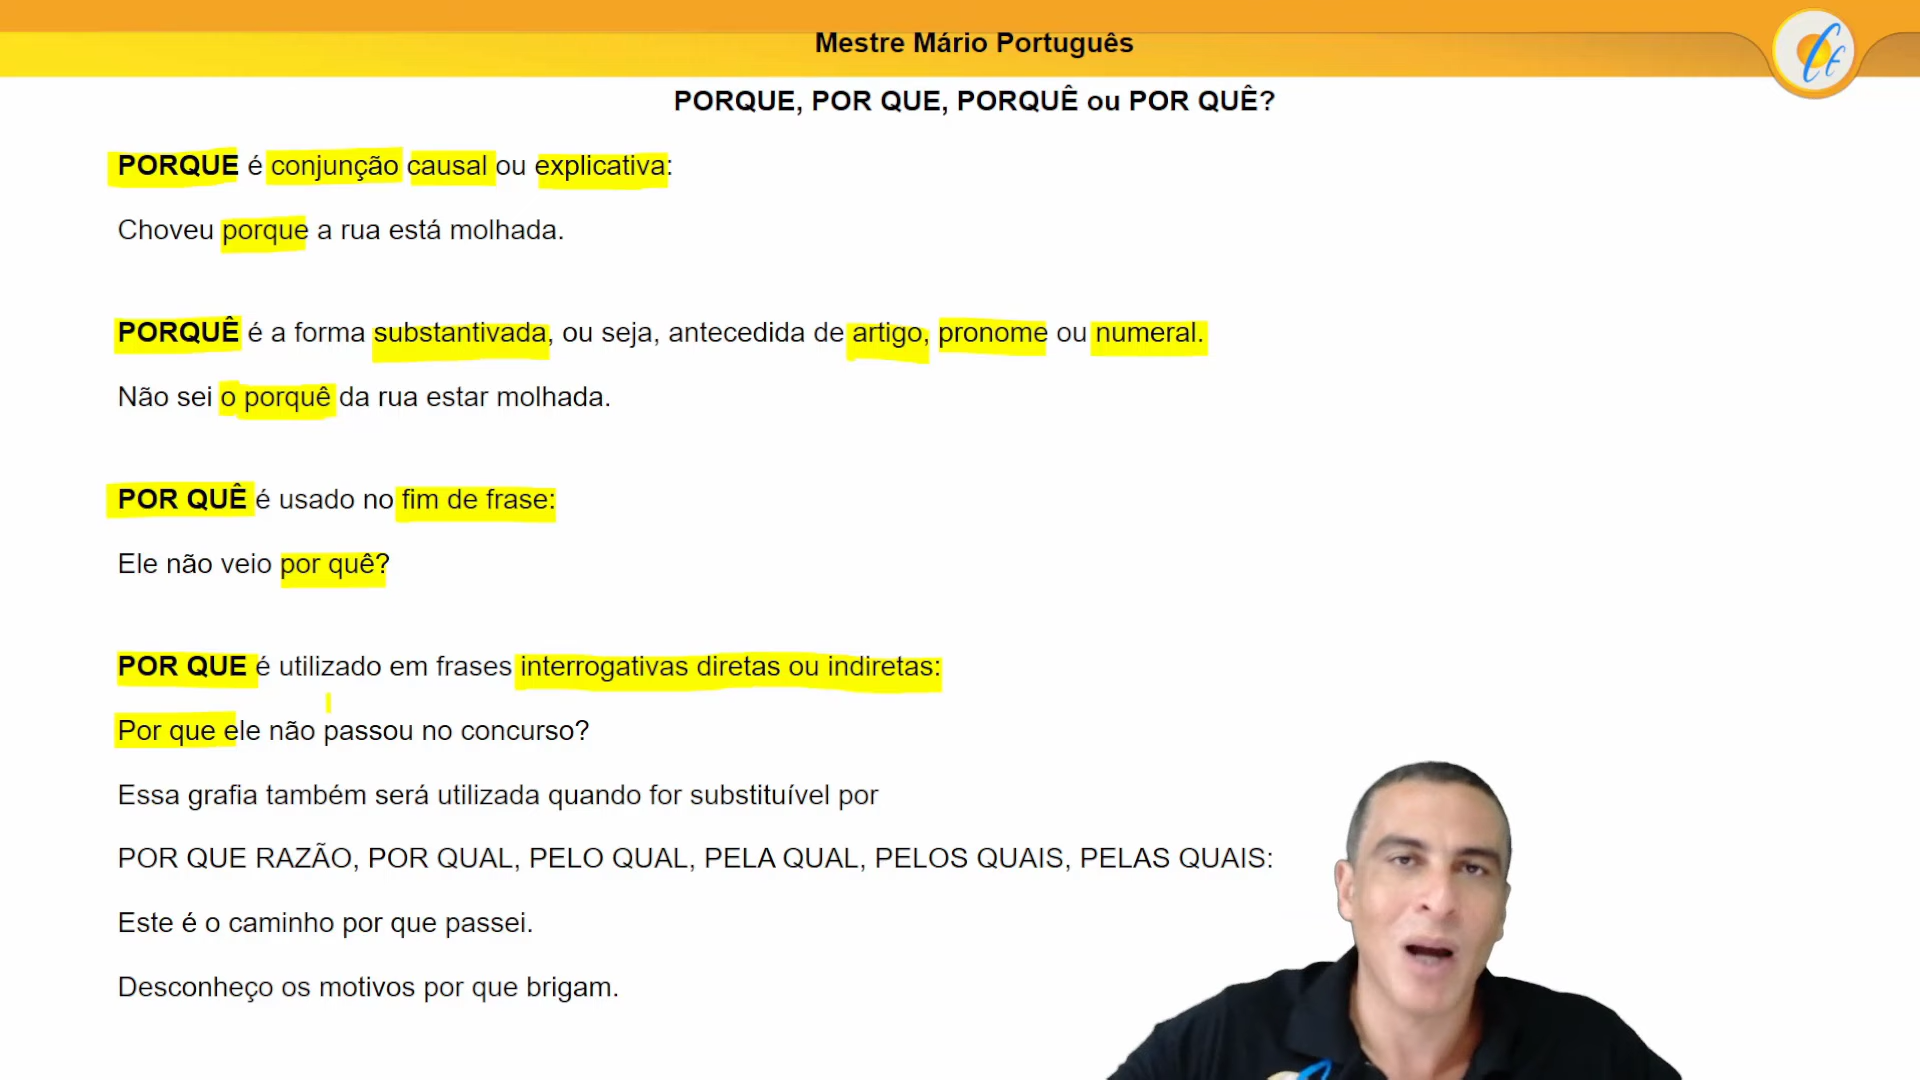 Mestre Mário Português
PORQUE, POR QUE, PORQUÊ ou POR QUÊ?
PORQUE é conjunção causal ou explicativa:
Choveu porque a rua está molhada.
PORQUÊ é a forma substantivada, ou seja, antecedida de artigo, pronome ou numeral.
Não sei o porquê da rua estar molhada.
POR QUÊ é usado no fim de frase:
Ele não veio por quê?
POR QUE é utilizado em frases interrogativas diretas ou indiretas:
Por que ele não passou no concurso?
Essa grafia também será utilizada quando for substituível por
POR QUE RAZÃO, POR QUAL, PELO QUAL, PELA QUAL, PELOS QUAIS, PELAS QUAIS:
Este é o caminho por que passei.
Desconheço os motivos por que brigam.